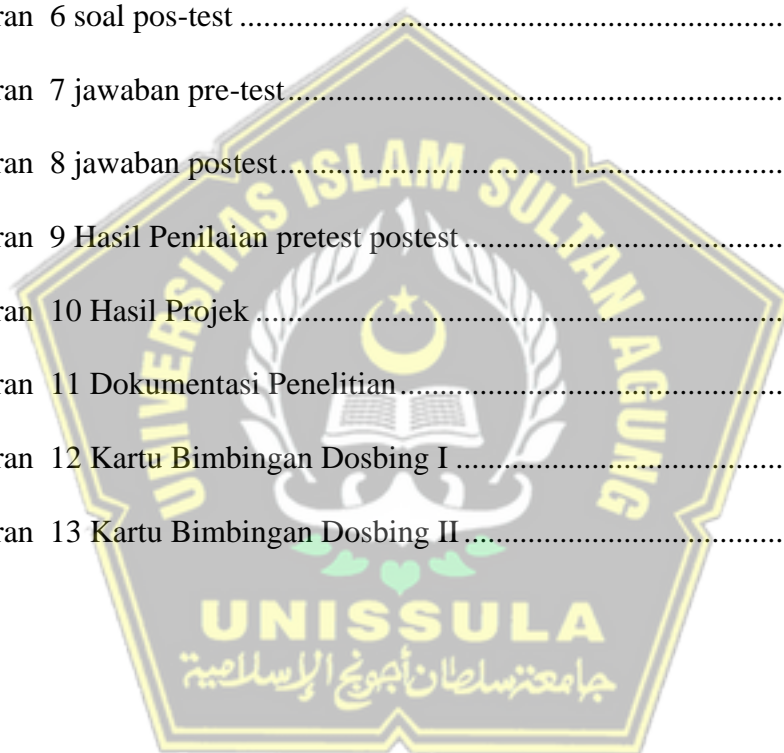 ran 6 soal pos-test
ran 7 jawaban pre-test
ran 8 jawaban postest
ran 9 Hasil Penilaian pretest postest
ran 10 Hasil Projek
ran 11 Dokumentasi Penelitian
ran 12 Kartu Bimbingan Dosbing I
ran 13 Kartu Bimbingan Dosbing II
UNIVERSITAS ISLAM SULTAN AGUNG
UNISSULA
جامعة سلطان أجونج الإسلامية